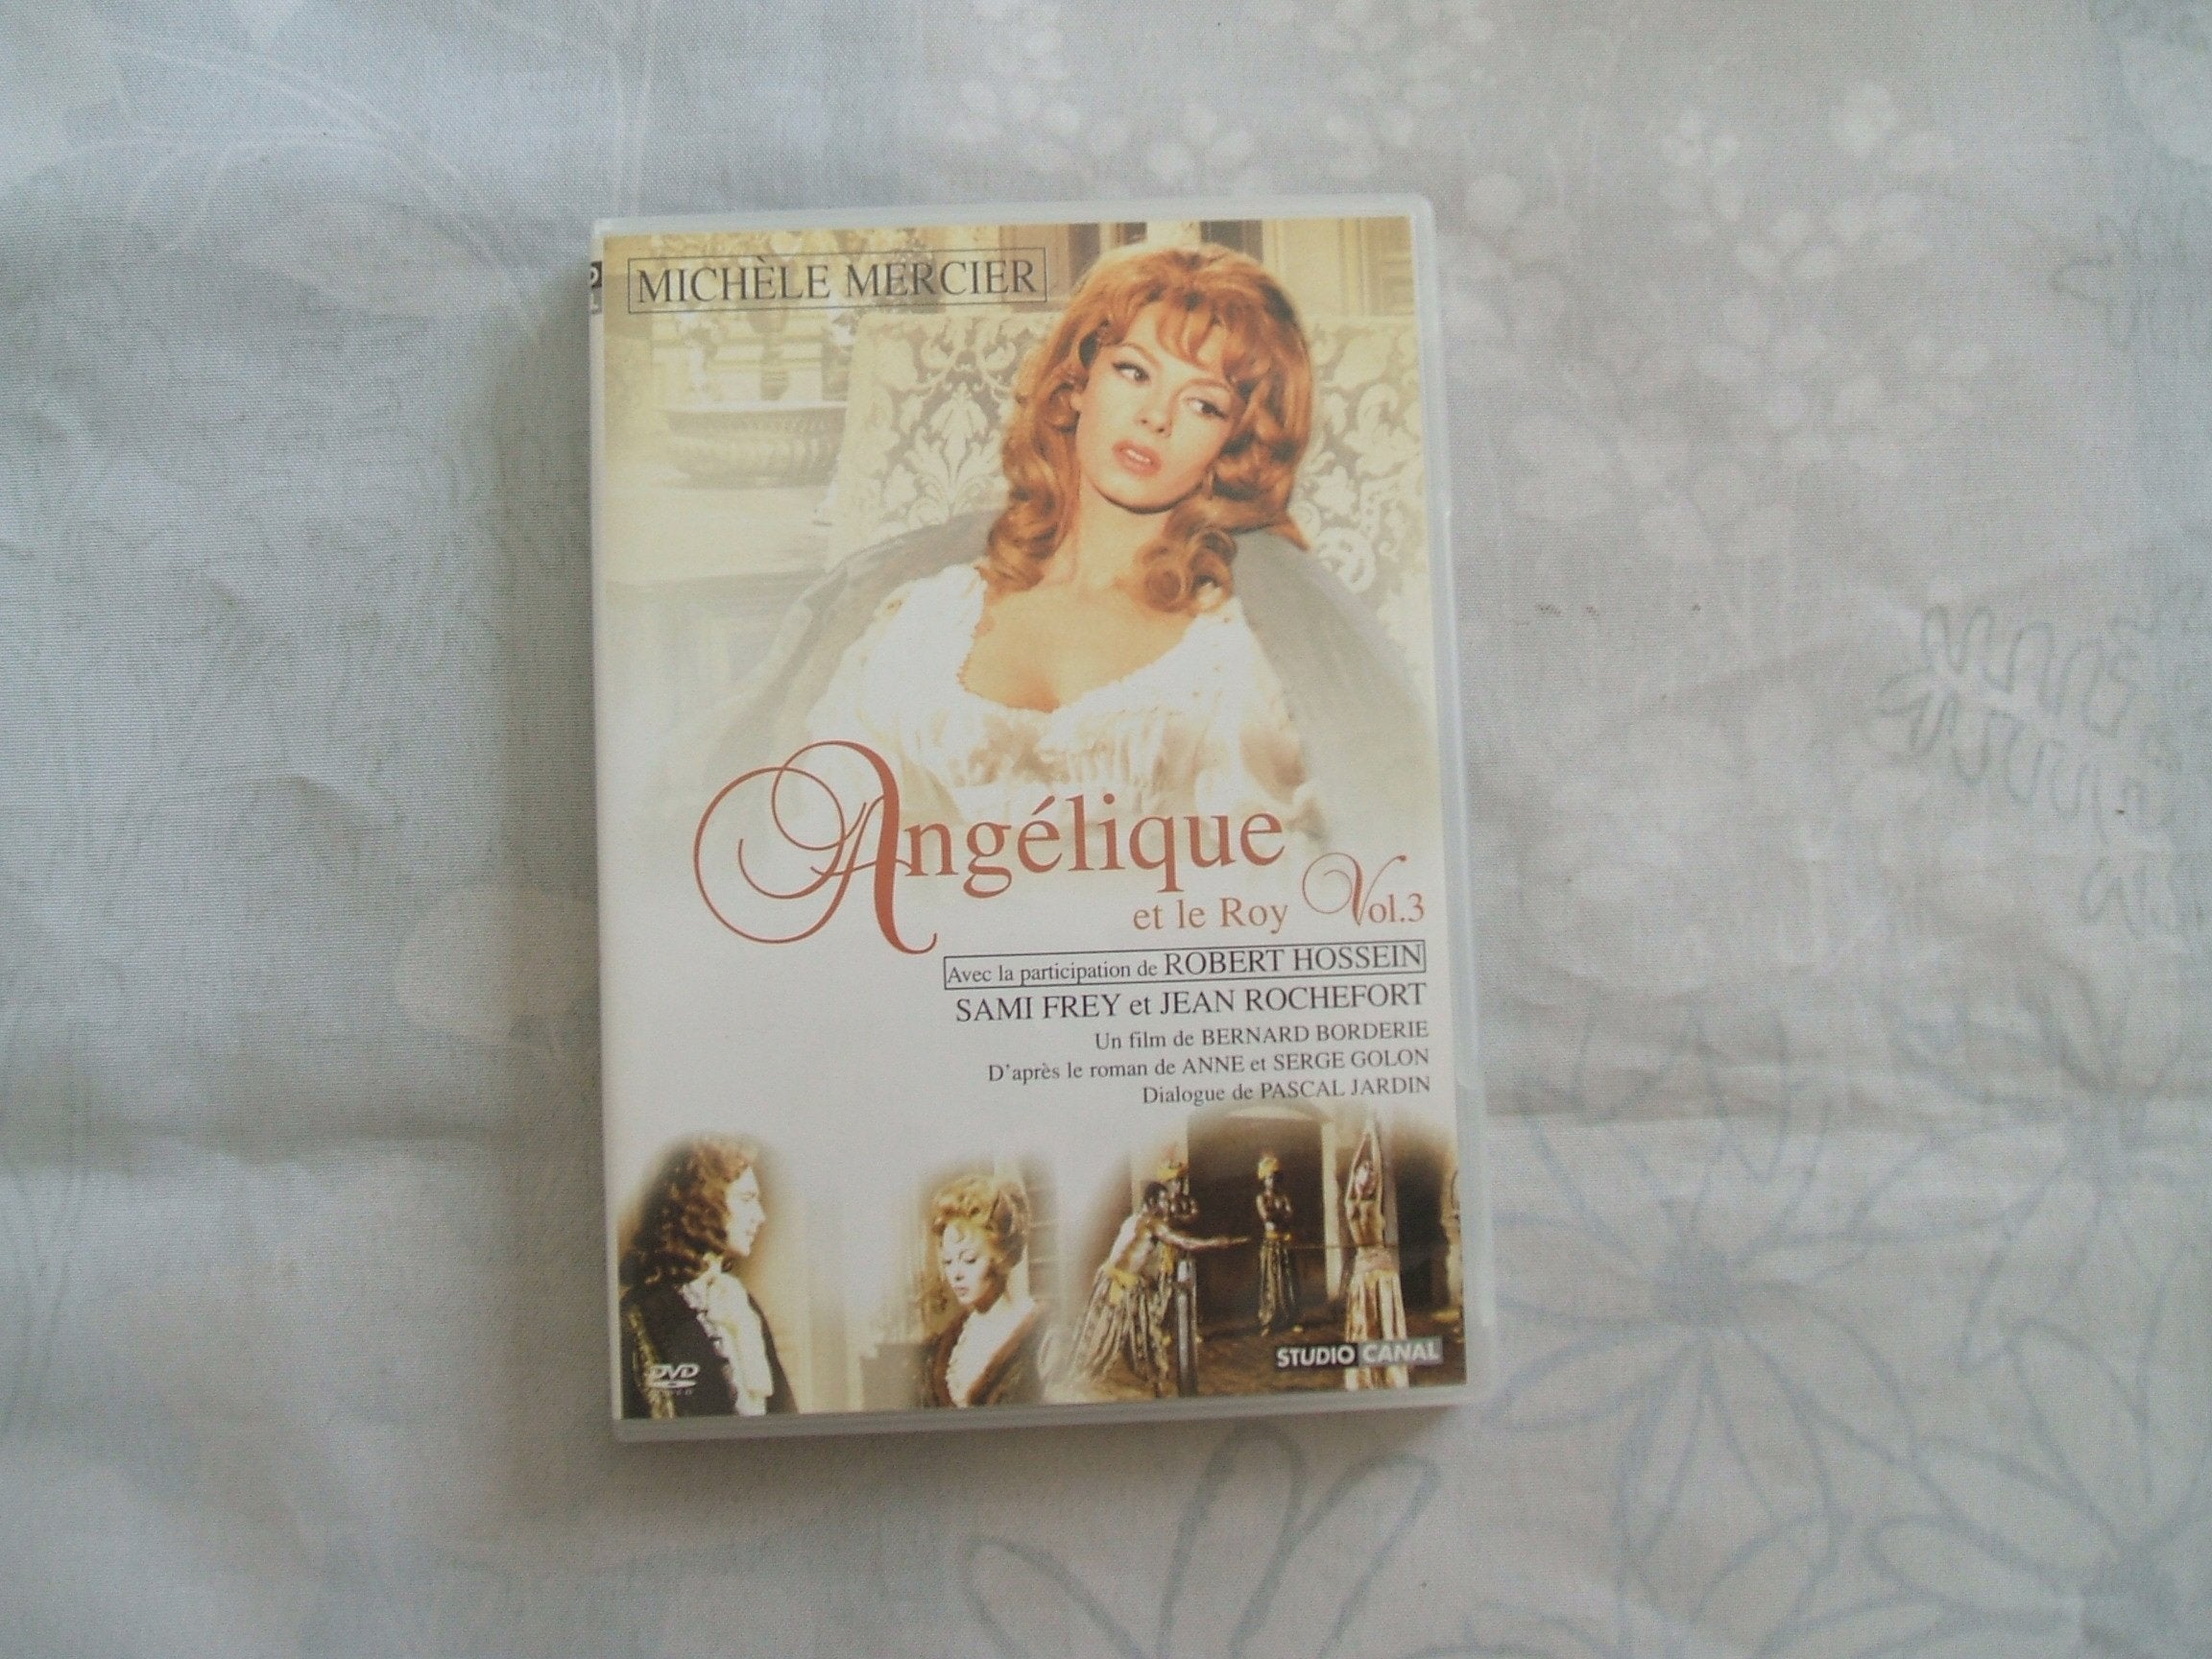 MICHÈLE MERCIER
Angélique
et le Roy Vol.3
Avec la participation de ROBERT HOSSEIN
SAMI FREY et JEAN ROCHEFORT
Un film de BERNARD BORDERIE
D'après le roman de ANNE et SERGE GOLON
Dialogue de PASCAL JARDIN
DVD
STUDIO CANAL